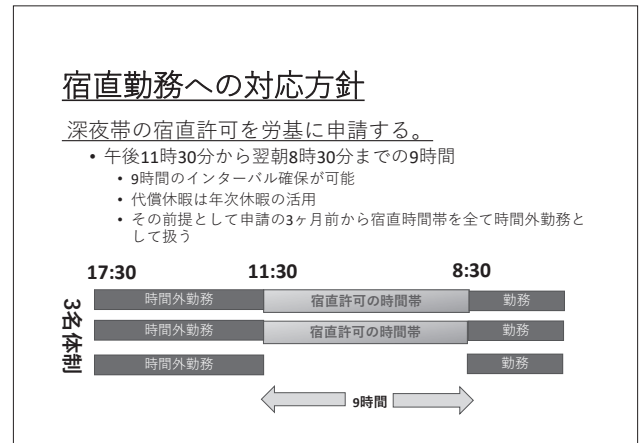 宿直勤務への対応方針
深夜帯の宿直許可を労基に申請する。
• 午後11時30分から翌朝8時30分までの9時間
• 9時間のインターバル確保が可能
• 代償休暇は年次休暇の活用
• その前提として申請の3ヶ月前から宿直時間帯を全て時間外勤務と
して扱う
17:30 11:30 8:30
3名体制
時間外勤務 宿直許可の時間帯 勤務
時間外勤務 宿直許可の時間帯 勤務
時間外勤務 勤務
9時間